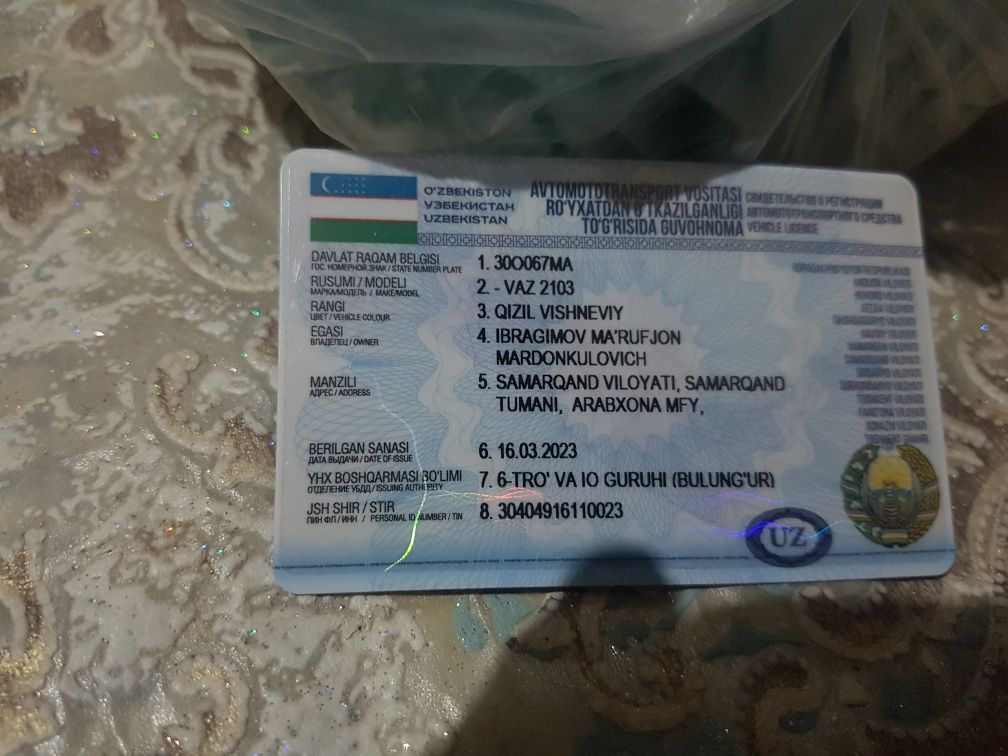 O'ZBEKISTON
УЗБЕКИСТАН
UZBEKISTAN
AVTOMOTOTRANSPORT VOSITASI
RO'YXATDAN O'TKAZILGANLIGI
TO'G'RISIDA GUVOHNOMA
СВИДЕТЕЛЬСТВО О РЕГИСТРАЦИИ
АВТОМОТОТРАНСПОРТНОГО СРЕДСТВА
VEHICLE LICENCE
DAVLAT RAQAM BELGISI
ГОС. НОМЕРНОЙ ЗНАК / STATE NUMBER PLATE
1. 30O067MA
RUSUMI / MODELI
МАРКА/МОДЕЛЬ / MAKE/MODEL
2. - VAZ 2103
RANGI
ЦВЕТ / VEHICLE COLOUR
3. QIZIL VISHNEVIY
EGASI
ВЛАДЕЛЕЦ / OWNER
4. IBRAGIMOV MA'RUFJON
MARDONKULOVICH
MANZILI
АДРЕС / ADDRESS
5. SAMARQAND VILOYATI, SAMARQAND
TUMANI, ARABXONA MFY,
BERILGAN SANASI
ДАТА ВЫДАЧИ / DATE OF ISSUE
6. 16.03.2023
YHX BOSHQARMASI BO'LIMI
ОТДЕЛЕНИЕ УБДД / ISSUING AUTHORITY
7. 6-TRO' VA IO GURUHI (BULUNG'UR)
JSH SHIR / STIR
ПИН ФЛ / ИНН / PERSONAL ID NUMBER / TIN
8. 30404916110023
UZ